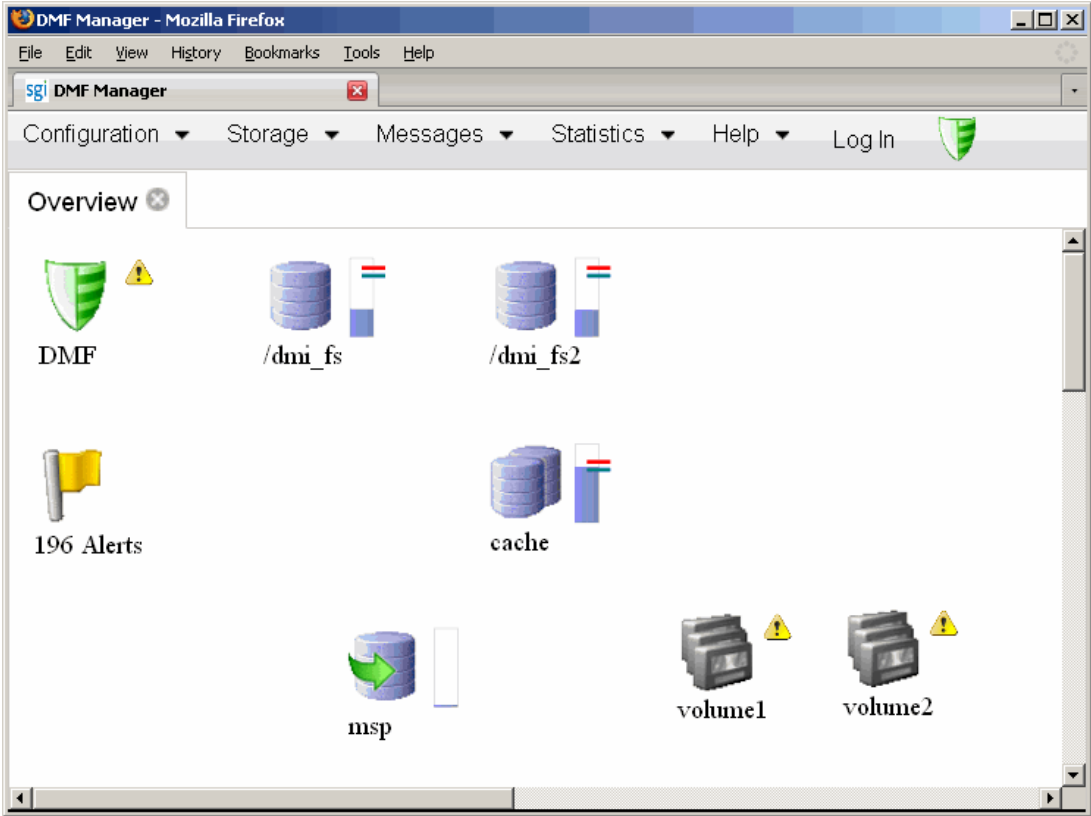 DMF Manager - Mozilla Firefox
File Edit View History Bookmarks Tools Help
sgi DMF Manager
Configuration Storage Messages Statistics Help Log In
Overview
DMF /dmi_fs /dmi_fs2
196 Alerts cache
msp volume1 volume2